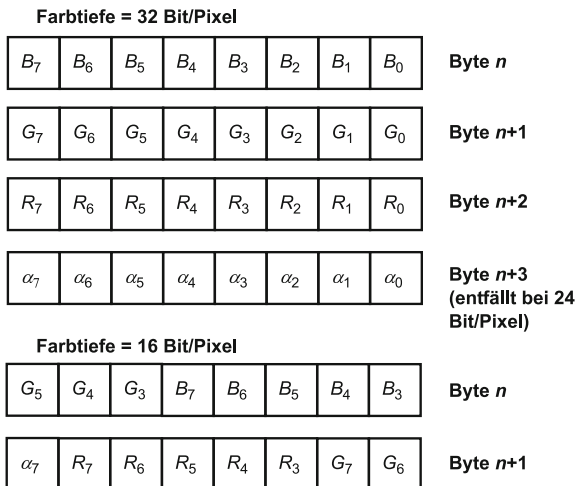 Farbtiefe = 32 Bit/Pixel
B₇ B₆ B₅ B₄ B₃ B₂ B₁ B₀ Byte n
G₇ G₆ G₅ G₄ G₃ G₂ G₁ G₀ Byte n+1
R₇ R₆ R₅ R₄ R₃ R₂ R₁ R₀ Byte n+2
α₇ α₆ α₅ α₄ α₃ α₂ α₁ α₀ Byte n+3
(entfällt bei 24
Bit/Pixel)
Farbtiefe = 16 Bit/Pixel
G₅ G₄ G₃ B₇ B₆ B₅ B₄ B₃ Byte n
α₇ R₇ R₆ R₅ R₄ R₃ G₇ G₆ Byte n+1